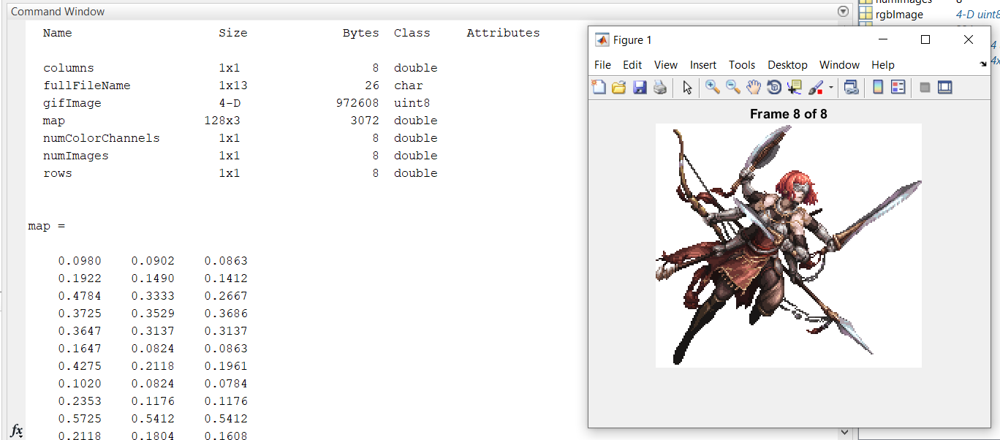 Command Window
Name Size Bytes Class Attributes
columns 1x1 8 double
fullFileName 1x13 26 char
gifImage 4-D 972608 uint8
map 128x3 3072 double
numColorChannels 1x1 8 double
numImages 1x1 8 double
rows 1x1 8 double
map =
0.0980 0.0902 0.0863
0.1922 0.1490 0.1412
0.4784 0.3333 0.2667
0.3725 0.3529 0.3686
0.3647 0.3137 0.3137
0.1647 0.0824 0.0863
0.4275 0.2118 0.1961
0.1020 0.0824 0.0784
0.2353 0.1176 0.1176
0.5725 0.5412 0.5412
0.2118 0.1804 0.1608
fx
numImages 8
rgbImage 4-D uint8
Figure 1
File Edit View Insert Tools Desktop Window Help
Frame 8 of 8